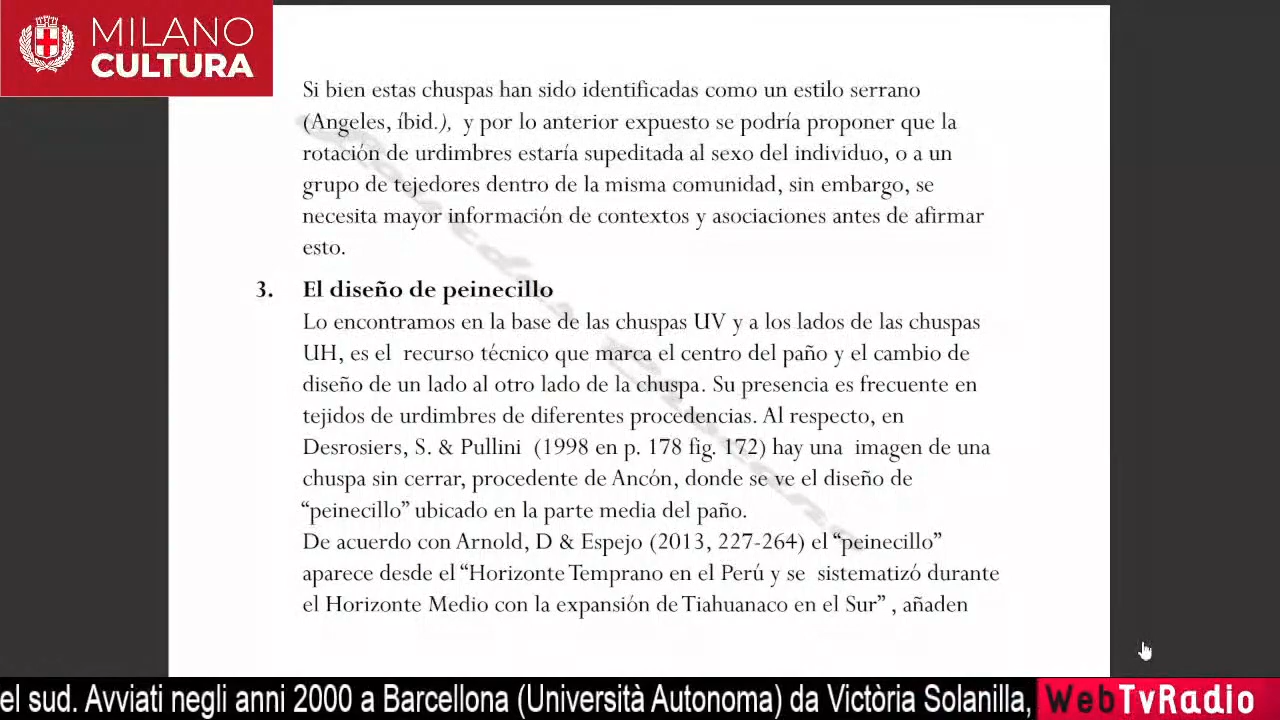 MILANO
CULTURA
Si bien estas chuspas han sido identificadas como un estilo serrano
(Angeles, íbid.), y por lo anterior expuesto se podría proponer que la
rotación de urdimbres estaría supeditada al sexo del individuo, o a un
grupo de tejedores dentro de la misma comunidad, sin embargo, se
necesita mayor información de contextos y asociaciones antes de afirmar
esto.
3. El diseño de peinecillo
Lo encontramos en la base de las chuspas UV y a los lados de las chuspas
UH, es el recurso técnico que marca el centro del paño y el cambio de
diseño de un lado al otro lado de la chuspa. Su presencia es frecuente en
tejidos de urdimbres de diferentes procedencias. Al respecto, en
Desrosiers, S. & Pullini (1998 en p. 178 fig. 172) hay una imagen de una
chuspa sin cerrar, procedente de Ancón, donde se ve el diseño de
“peinecillo” ubicado en la parte media del paño.
De acuerdo con Arnold, D & Espejo (2013, 227-264) el “peinecillo”
aparece desde el “Horizonte Temprano en el Perú y se sistematizó durante
el Horizonte Medio con la expansión de Tiahuanaco en el Sur” , añaden
el sud. Avviati negli anni 2000 a Barcellona (Università Autonoma) da Victòria Solanilla,
WebTvRadio